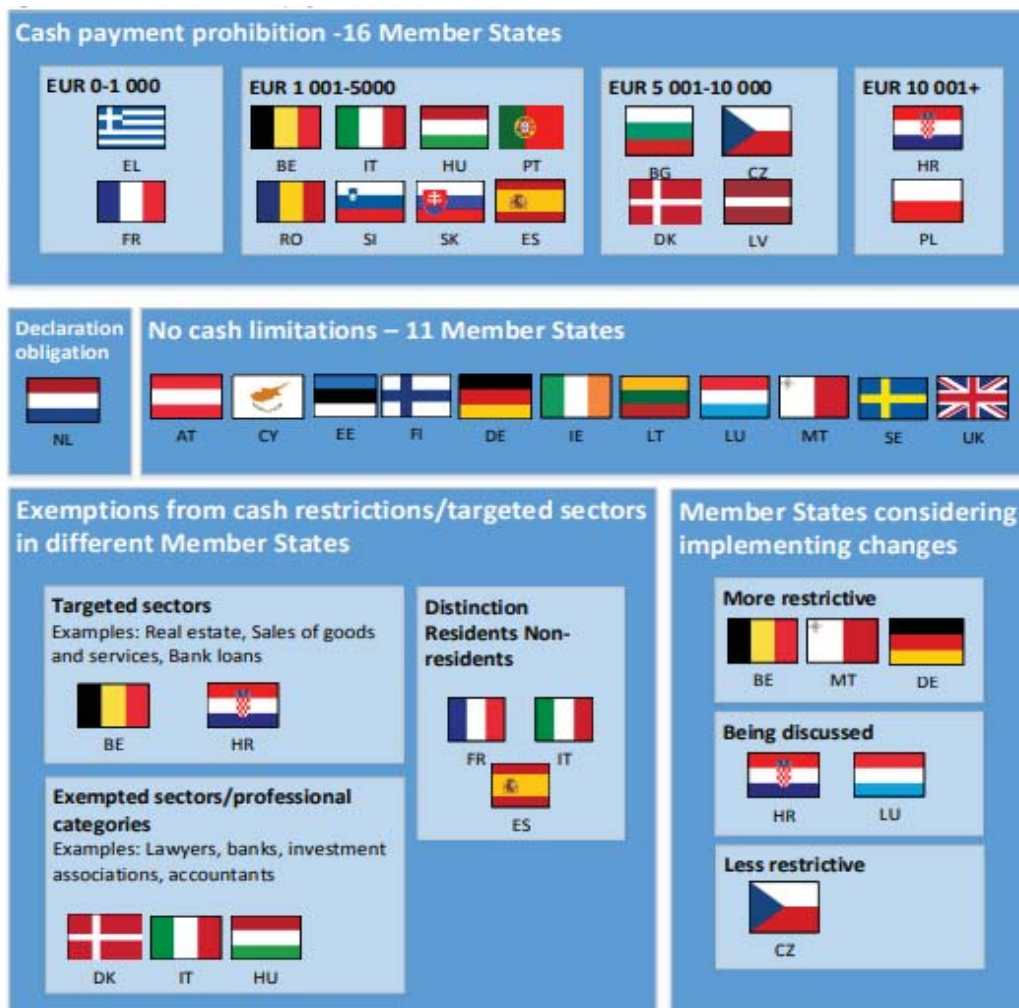 Cash payment prohibition -16 Member States
EUR 0-1 000
EL
FR
EUR 1 001-5000
BE IT HU PT
RO SI SK ES
EUR 5 001-10 000
BG CZ
DK LV
EUR 10 001+
HR
PL
Declaration
obligation
NL
No cash limitations – 11 Member States
AT CY EE FI DE IE LT LU MT SE UK
Exemptions from cash restrictions/targeted sectors
in different Member States
Targeted sectors
Examples: Real estate, Sales of goods
and services, Bank loans
BE HR
Exempted sectors/professional
categories
Examples: Lawyers, banks, investment
associations, accountants
DK IT HU
Distinction
Residents Non-
residents
FR IT
ES
Member States considering
implementing changes
More restrictive
BE MT DE
Being discussed
HR LU
Less restrictive
CZ